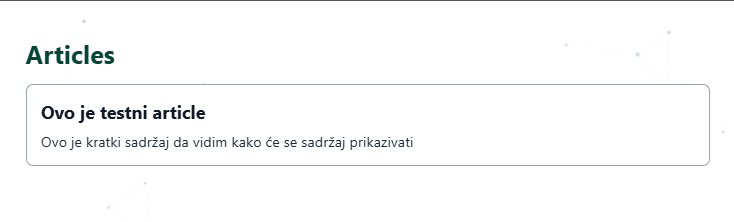 Articles
Ovo je testni article
Ovo je kratki sadržaj da vidim kako će se sadržaj prikazivati